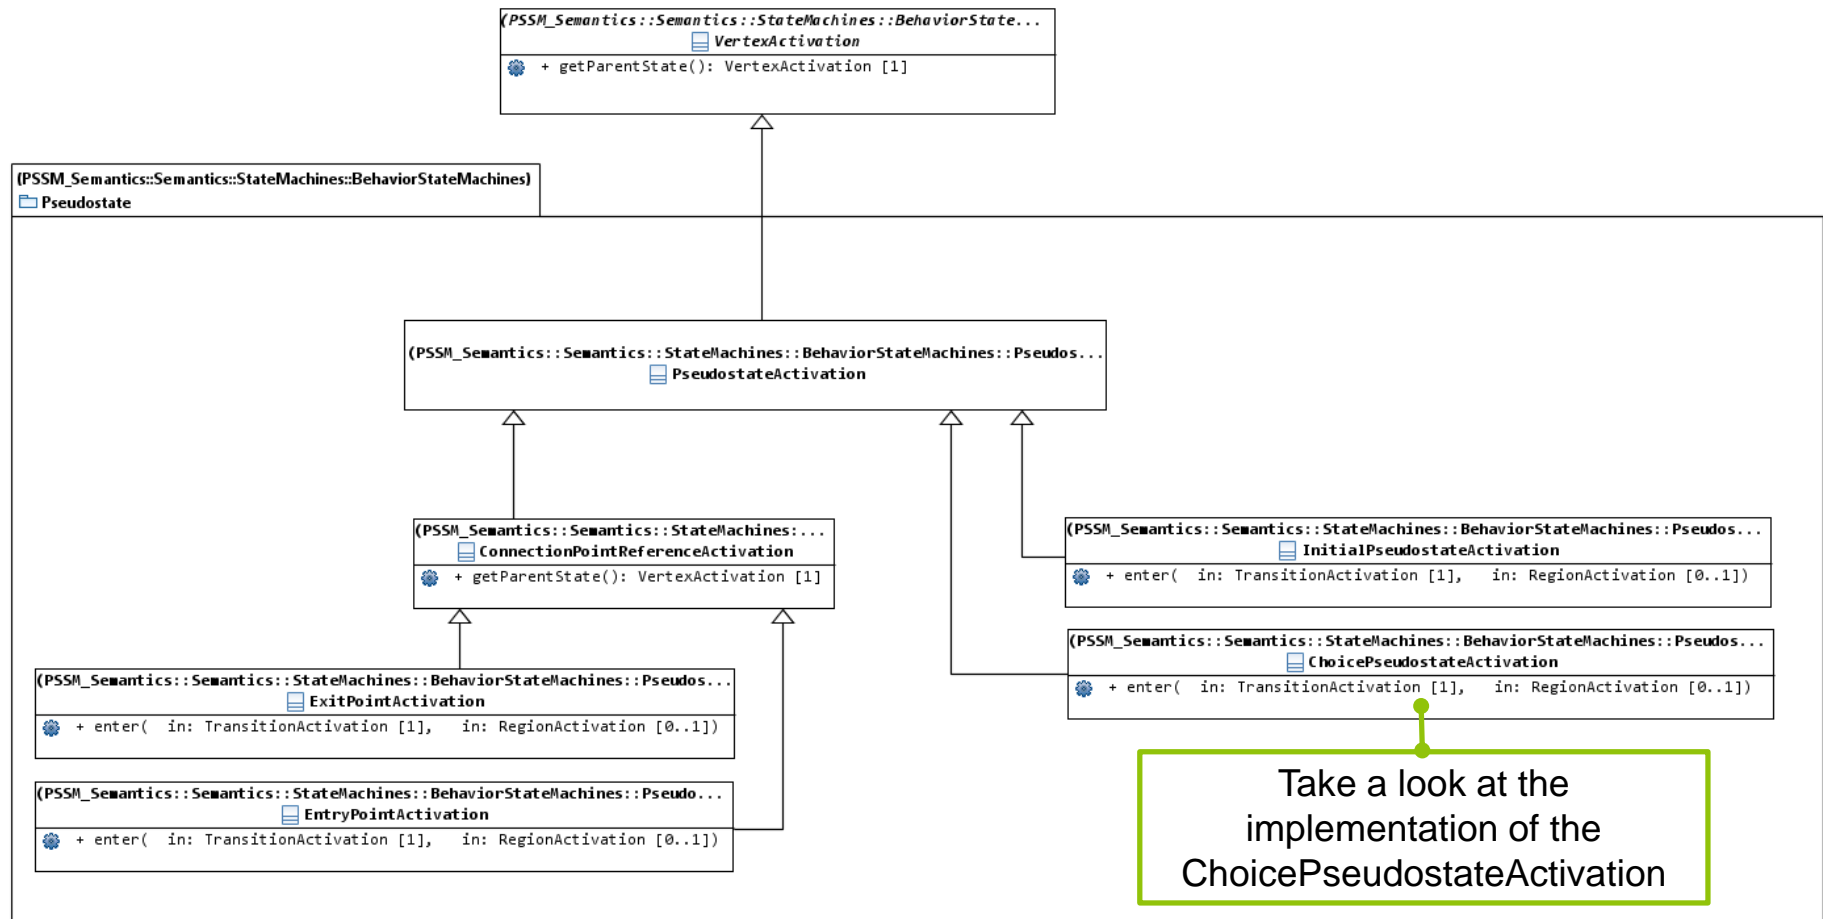 (PSSM_Semantics::Semantics::StateMachines::BehaviorState...
VertexActivation
+ getParentState(): VertexActivation [1]
(PSSM_Semantics::Semantics::StateMachines::BehaviorStateMachines)
Pseudostate
(PSSM_Semantics::Semantics::StateMachines::BehaviorStateMachines::Pseudos...
PseudostateActivation
(PSSM_Semantics::Semantics::StateMachines:...
ConnectionPointReferenceActivation
+ getParentState(): VertexActivation [1]
(PSSM_Semantics::Semantics::StateMachines::BehaviorStateMachines::Pseudos...
InitialPseudostateActivation
+ enter( in: TransitionActivation [1], in: RegionActivation [0..1])
(PSSM_Semantics::Semantics::StateMachines::BehaviorStateMachines::Pseudos...
ChoicePseudostateActivation
+ enter( in: TransitionActivation [1], in: RegionActivation [0..1])
(PSSM_Semantics::Semantics::StateMachines::BehaviorStateMachines::Pseudos...
ExitPointActivation
+ enter( in: TransitionActivation [1], in: RegionActivation [0..1])
(PSSM_Semantics::Semantics::StateMachines::BehaviorStateMachines::Pseudo...
EntryPointActivation
+ enter( in: TransitionActivation [1], in: RegionActivation [0..1])
Take a look at the
implementation of the
ChoicePseudostateActivation